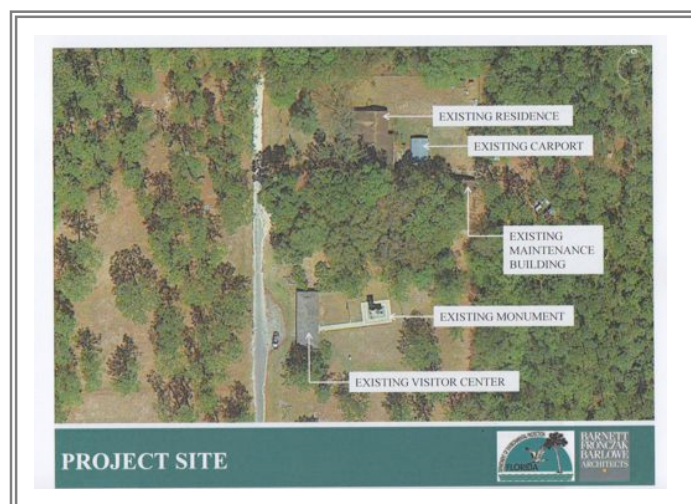 EXISTING RESIDENCE
EXISTING CARPORT
EXISTING
MAINTENANCE
BUILDING
EXISTING MONUMENT
EXISTING VISITOR CENTER
PROJECT SITE
FLORIDA
BARNETT
FRONCZAK
BARLOWE
ARCHITECTS